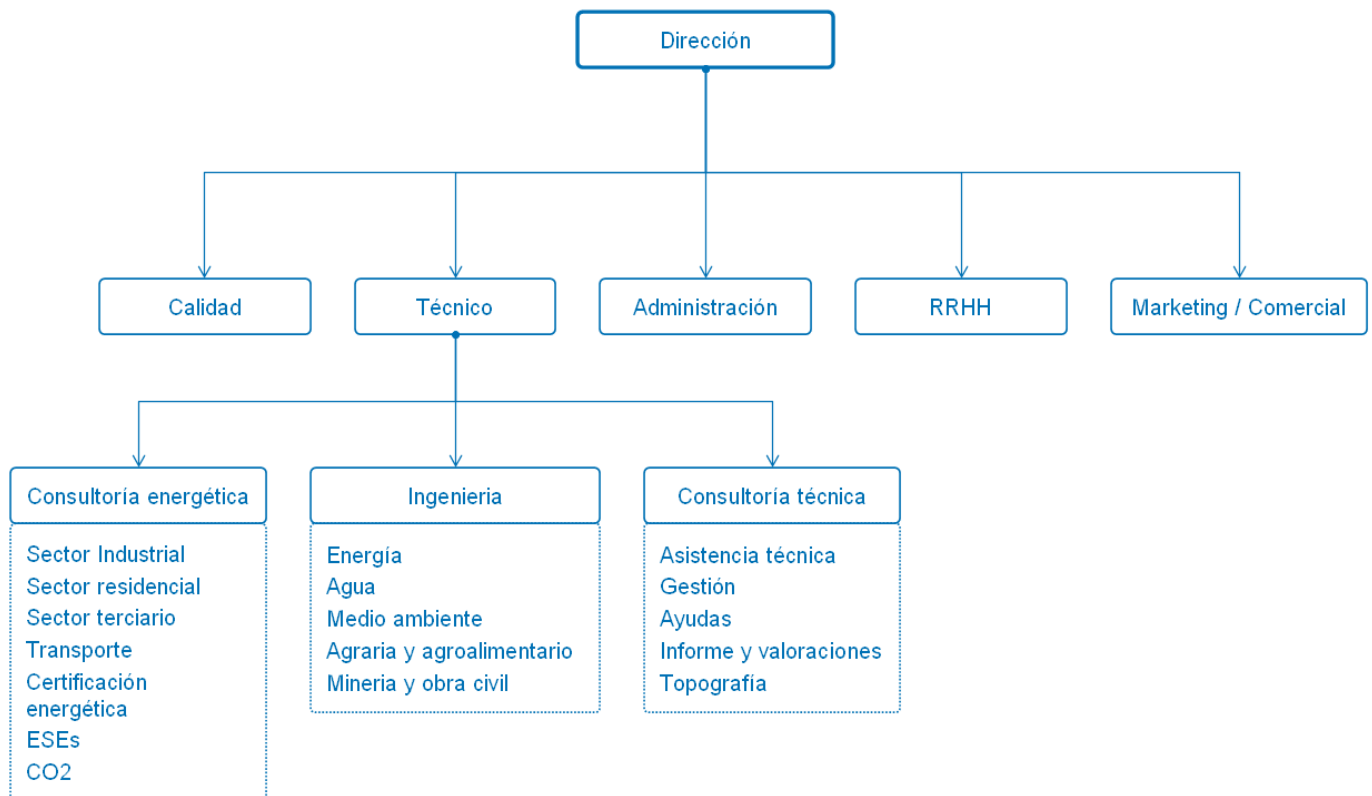 Dirección
Calidad
Técnico
Administración
RRHH
Marketing / Comercial
Consultoría energética
Sector Industrial
Sector residencial
Sector terciario
Transporte
Certificación
energética
ESEs
CO2
Ingenieria
Energía
Agua
Medio ambiente
Agraria y agroalimentario
Mineria y obra civil
Consultoría técnica
Asistencia técnica
Gestión
Ayudas
Informe y valoraciones
Topografía